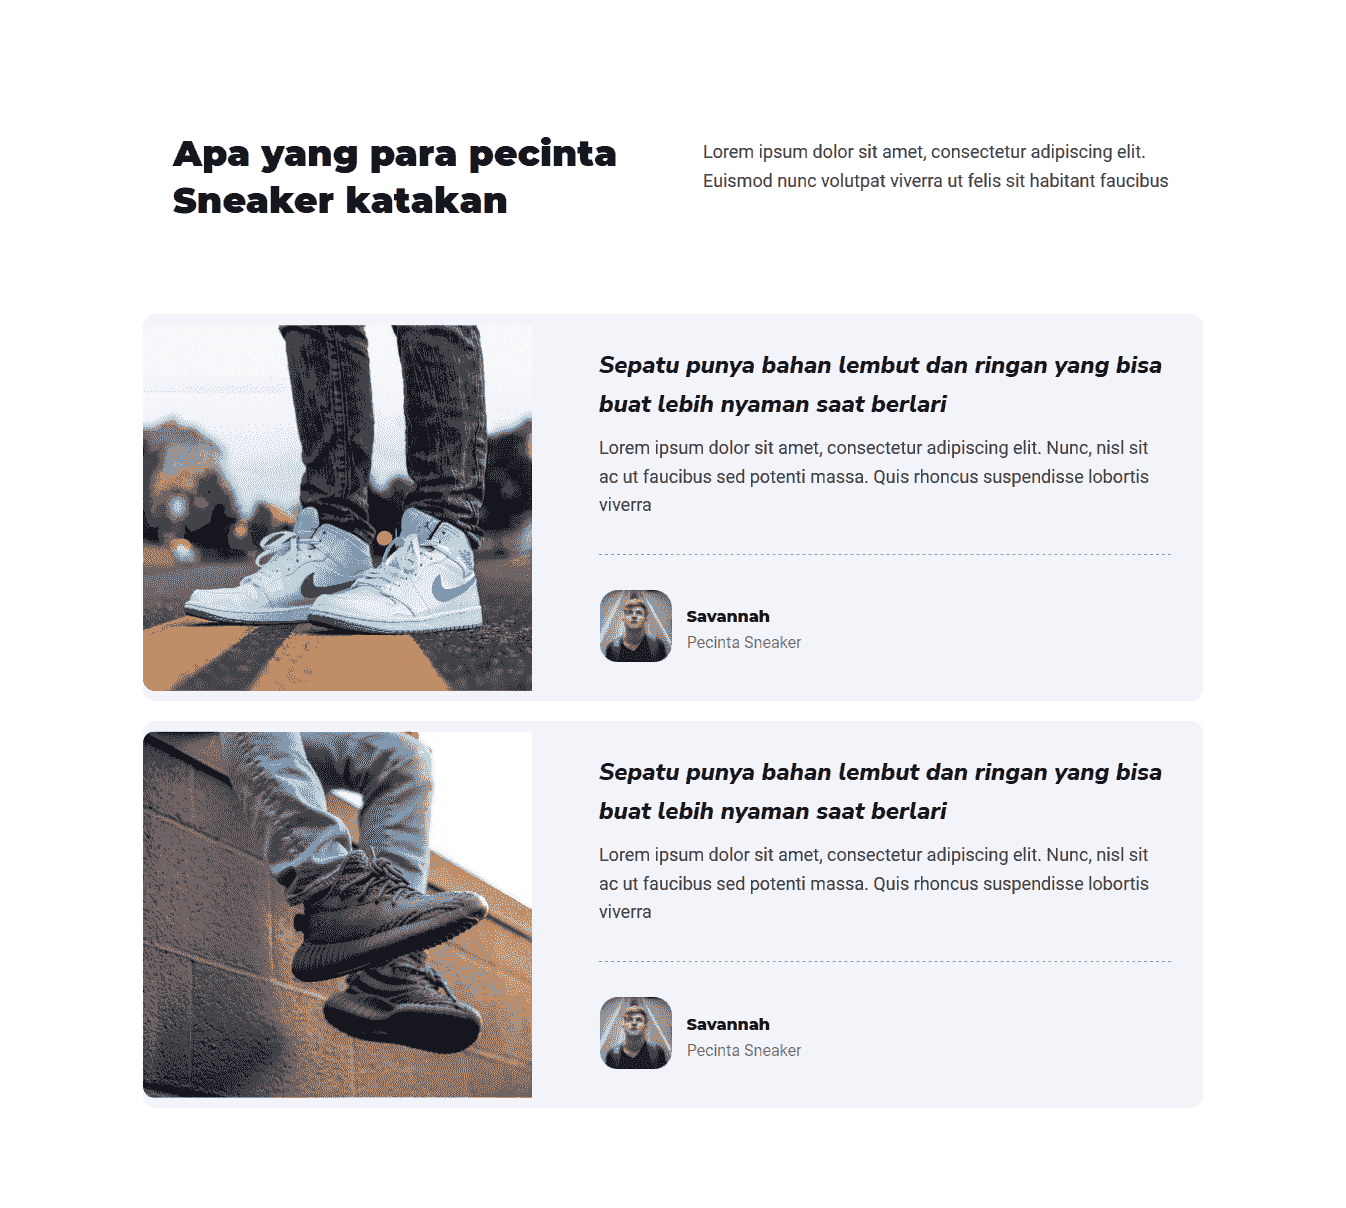 Apa yang para pecinta
Sneaker katakan
Lorem ipsum dolor sit amet, consectetur adipiscing elit.
Euismod nunc volutpat viverra ut felis sit habitant faucibus
Sepatu punya bahan lembut dan ringan yang bisa
buat lebih nyaman saat berlari
Lorem ipsum dolor sit amet, consectetur adipiscing elit. Nunc, nisl sit
ac ut faucibus sed potenti massa. Quis rhoncus suspendisse lobortis
viverra
Savannah
Pecinta Sneaker
Sepatu punya bahan lembut dan ringan yang bisa
buat lebih nyaman saat berlari
Lorem ipsum dolor sit amet, consectetur adipiscing elit. Nunc, nisl sit
ac ut faucibus sed potenti massa. Quis rhoncus suspendisse lobortis
viverra
Savannah
Pecinta Sneaker